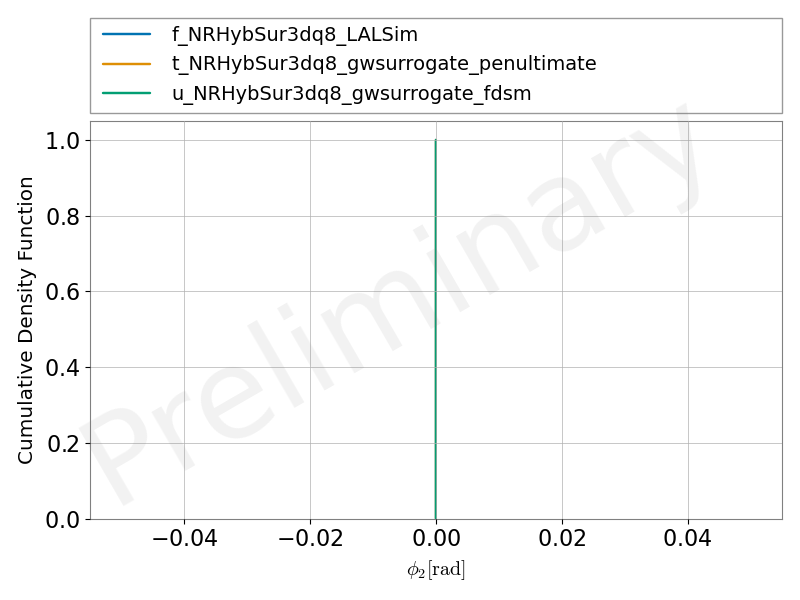 f_NRHybSur3dq8_LALSim
t_NRHybSur3dq8_gwsurrogate_penultimate
u_NRHybSur3dq8_gwsurrogate_fdsm
Preliminary
Cumulative Density Function
1.0
0.8
0.6
0.4
0.2
0.0
−0.04
−0.02
0.00
0.02
0.04
ϕ₂[rad]